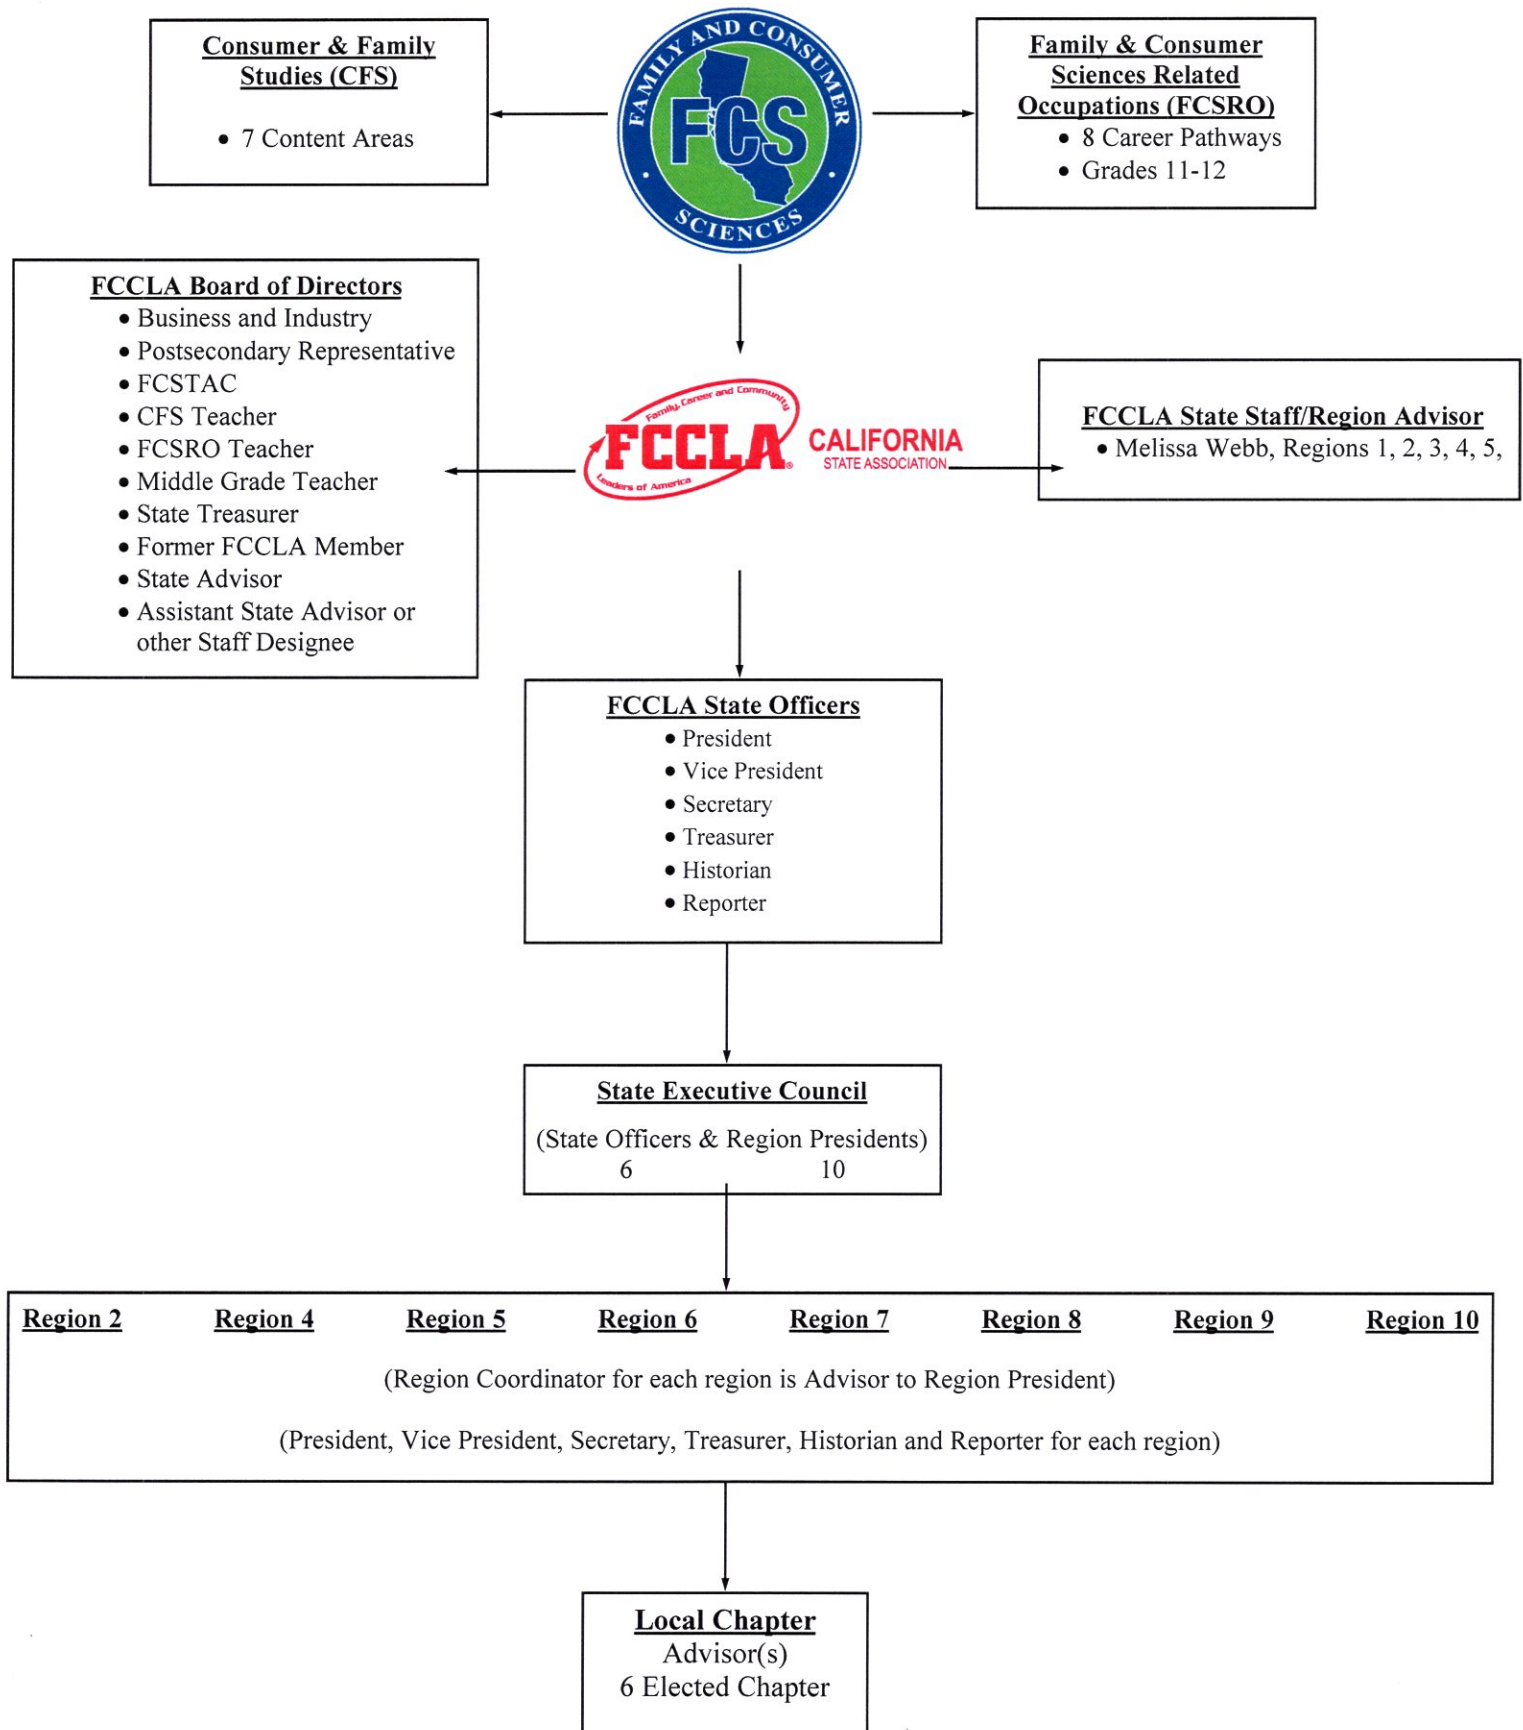 Consumer & Family
Studies (CFS)
• 7 Content Areas
FAMILY AND CONSUMER
FCS
SCIENCES
Family & Consumer
Sciences Related
Occupations (FCSRO)
• 8 Career Pathways
• Grades 11-12
FCCLA Board of Directors
• Business and Industry
• Postsecondary Representative
• FCSTAC
• CFS Teacher
• FCSRO Teacher
• Middle Grade Teacher
• State Treasurer
• Former FCCLA Member
• State Advisor
• Assistant State Advisor or
other Staff Designee
Family, Career and Community
FCCLA®
Leaders of America
CALIFORNIA
STATE ASSOCIATION
FCCLA State Staff/Region Advisor
• Melissa Webb, Regions 1, 2, 3, 4, 5,
FCCLA State Officers
• President
• Vice President
• Secretary
• Treasurer
• Historian
• Reporter
State Executive Council
(State Officers & Region Presidents)
6 10
Region 2 Region 4 Region 5 Region 6 Region 7 Region 8 Region 9 Region 10
(Region Coordinator for each region is Advisor to Region President)
(President, Vice President, Secretary, Treasurer, Historian and Reporter for each region)
Local Chapter
Advisor(s)
6 Elected Chapter